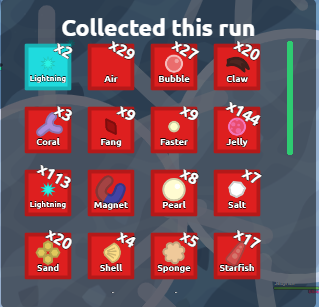 Collected this run
x2 x29 x27 x20
Lightning Air Bubble Claw
x3 x9 x9 x144
Coral Fang Faster Jelly
x113 x8 x7
Lightning Magnet Pearl Salt
x20 x4 x5 x17
Sand Shell Sponge Starfish